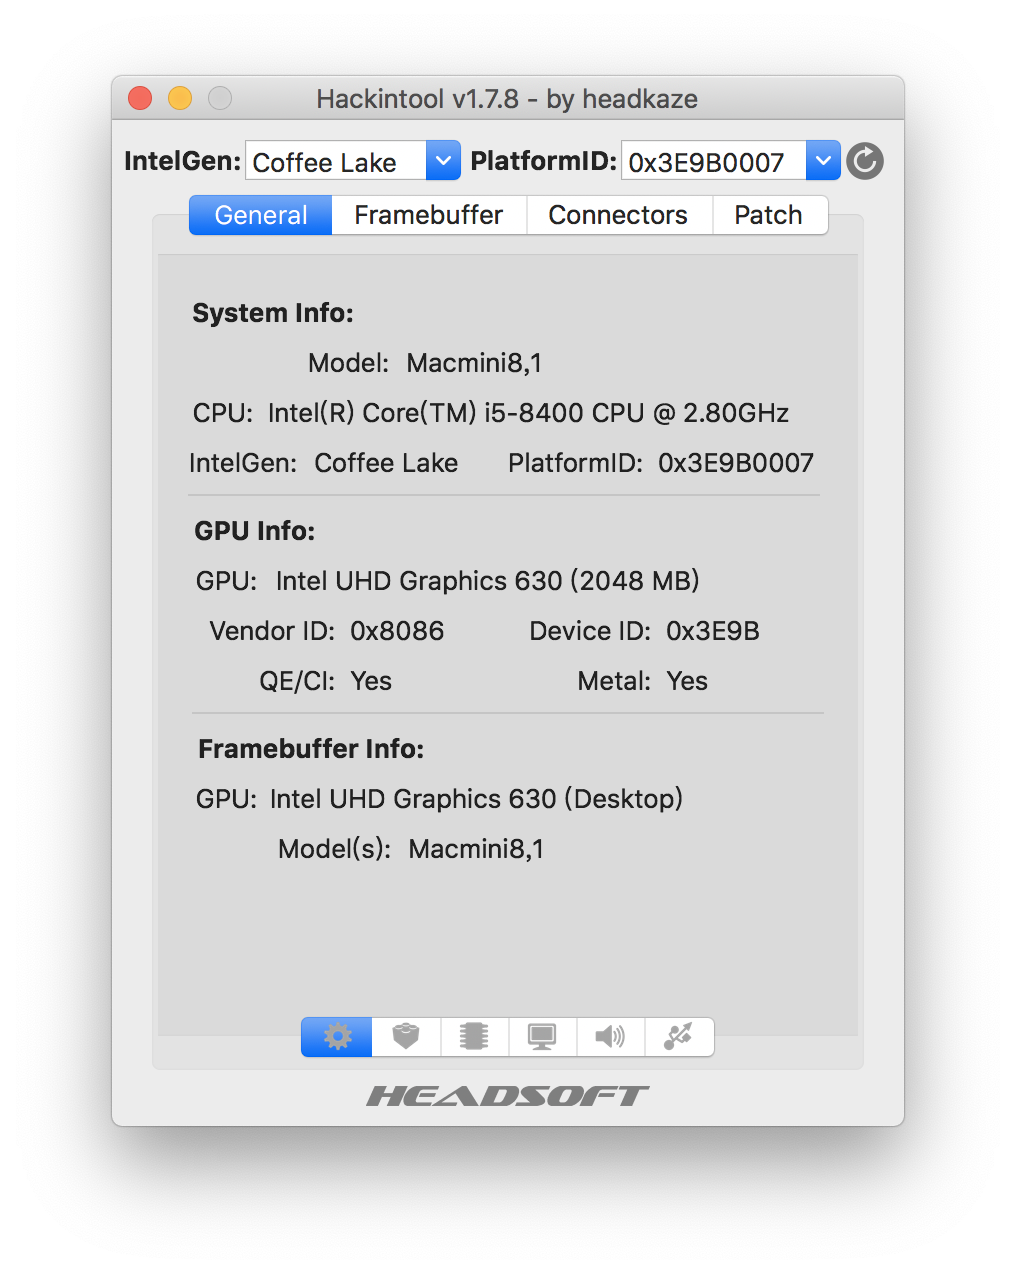 Hackintool v1.7.8 - by headkaze
IntelGen: Coffee Lake PlatformID: 0x3E9B0007
General Framebuffer Connectors Patch
System Info:
Model: Macmini8,1
CPU: Intel(R) Core(TM) i5-8400 CPU @ 2.80GHz
IntelGen: Coffee Lake PlatformID: 0x3E9B0007
GPU Info:
GPU: Intel UHD Graphics 630 (2048 MB)
Vendor ID: 0x8086 Device ID: 0x3E9B
QE/CI: Yes Metal: Yes
Framebuffer Info:
GPU: Intel UHD Graphics 630 (Desktop)
Model(s): Macmini8,1
HEADSOFT